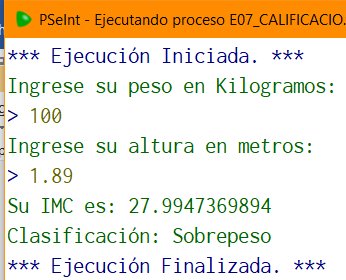 PSeInt - Ejecutando proceso E07_CALIFICACIO
*** Ejecución Iniciada. ***
Ingrese su peso en Kilogramos:
> 100
Ingrese su altura en metros:
> 1.89
Su IMC es: 27.9947369894
Clasificación: Sobrepeso
*** Ejecución Finalizada. ***